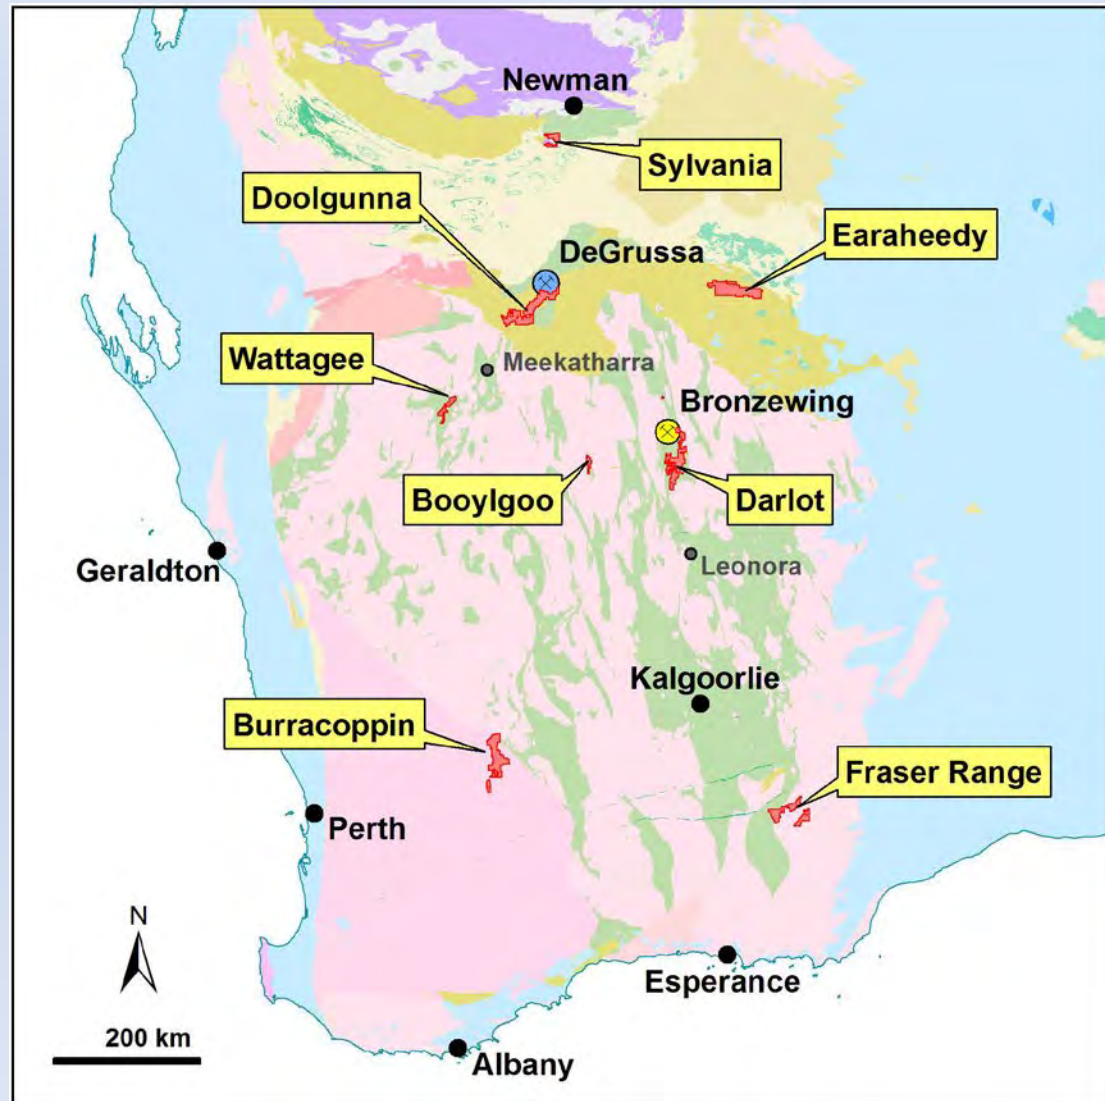 Newman
Sylvania
Doolgunna
Earaheedy
DeGrussa
Wattagee
Meekatharra
Bronzewing
Booylgoo
Darlot
Geraldton
Leonora
Kalgoorlie
Burracoppin
Fraser Range
Perth
N
Esperance
200 km
Albany